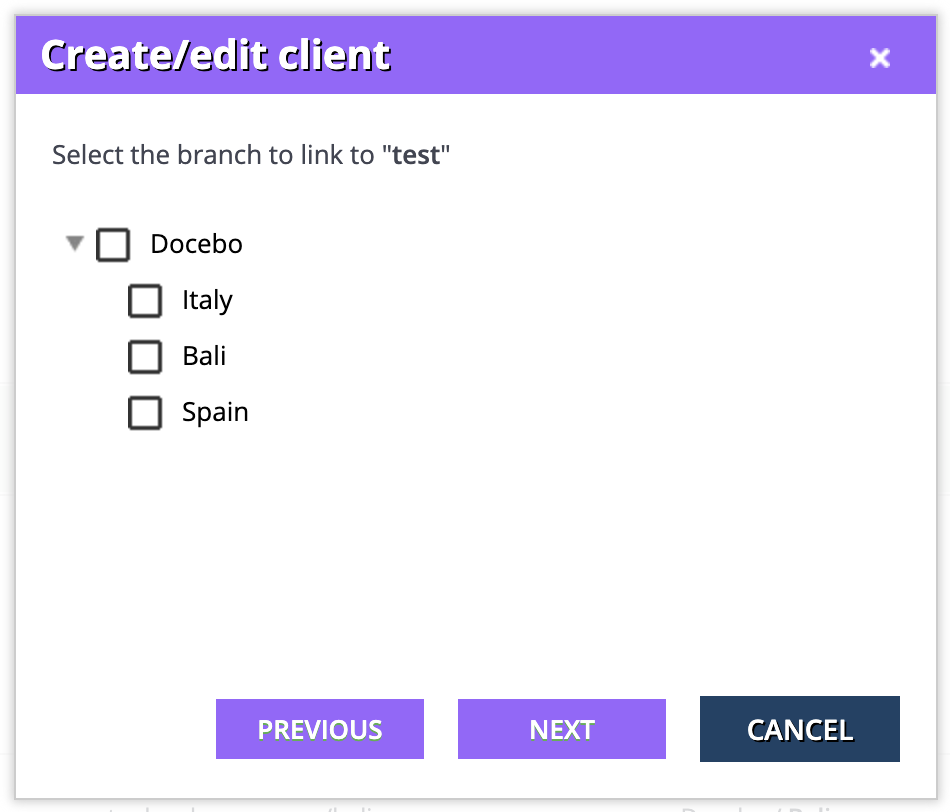 Create/edit client
Select the branch to link to "test"
Docebo
Italy
Bali
Spain
PREVIOUS NEXT CANCEL